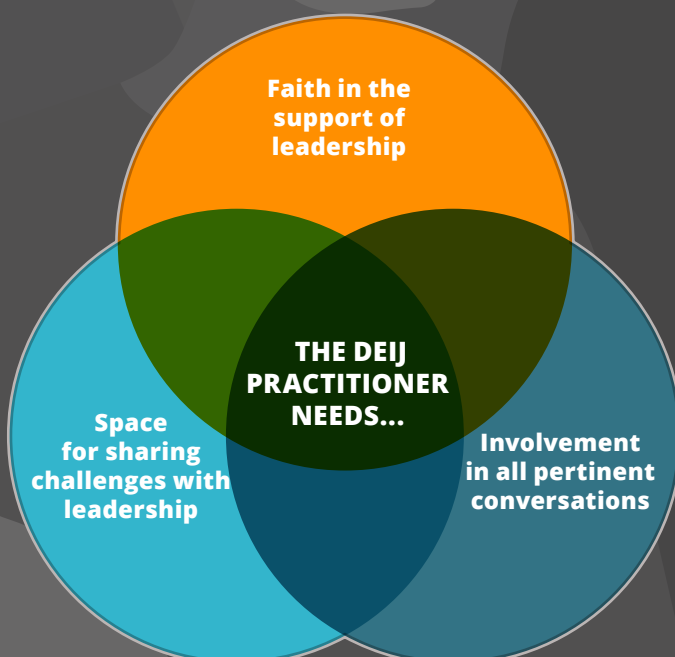 Faith in the
support of
leadership
THE DEIJ
PRACTITIONER
NEEDS...
Space
for sharing
challenges with
leadership
Involvement
in all pertinent
conversations